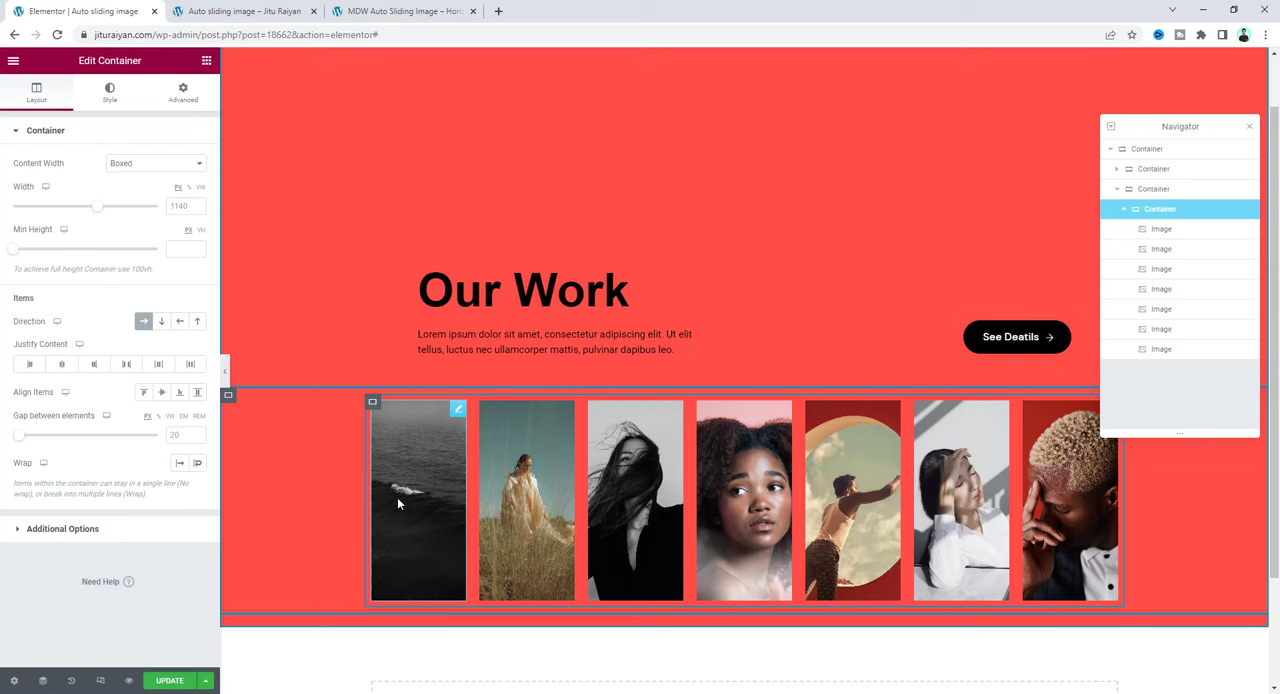 Elementor | Auto sliding image
Auto sliding image – Jitu Raiyan
MDW Auto Sliding Image – Hori
jituraiyan.com/wp-admin/post.php?post=18662&action=elementor#
Edit Container
Layout
Style
Advanced
Container
Content Width
Boxed
Width
PX % VW
1140
Min Height
PX VH
To achieve full height Container use 100vh.
Items
Direction
Justify Content
Align Items
Gap between elements
PX % VW EM REM
20
Wrap
Items within the container can stay in a single line (No
wrap), or break into multiple lines (Wrap).
Additional Options
Need Help
UPDATE
Our Work
Lorem ipsum dolor sit amet, consectetur adipiscing elit. Ut elit
tellus, luctus nec ullamcorper mattis, pulvinar dapibus leo.
See Deatils
Navigator
Container
Container
Container
Container
Image
Image
Image
Image
Image
Image
Image